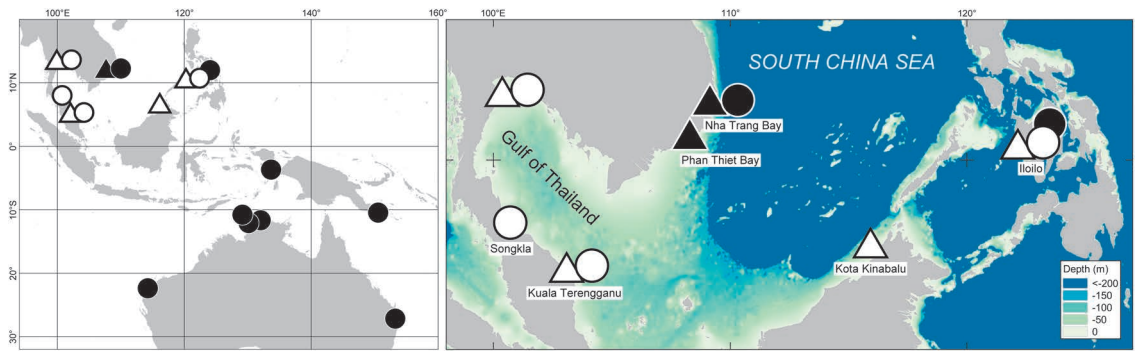 100°E 120° 140° 160°
10°N
0°
10°S
20°
30°
100°E 110° 120°
SOUTH CHINA SEA
Gulf of Thailand
Nha Trang Bay
Phan Thiet Bay
Iloilo
Songkla
Kuala Terengganu
Kota Kinabalu
Depth (m)
<-200
-150
-100
-50
0